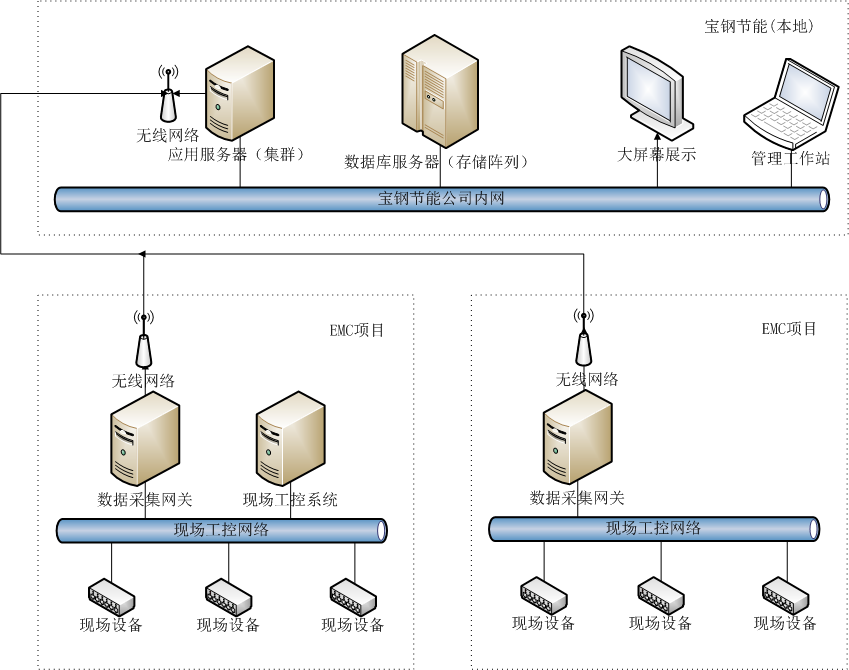 宝钢节能(本地)
无线网络
应用服务器（集群）
数据库服务器（存储阵列）
大屏幕展示
管理工作站
宝钢节能公司内网
EMC项目
EMC项目
无线网络
无线网络
数据采集网关
现场工控系统
数据采集网关
现场工控网络
现场工控网络
现场设备
现场设备
现场设备
现场设备
现场设备
现场设备